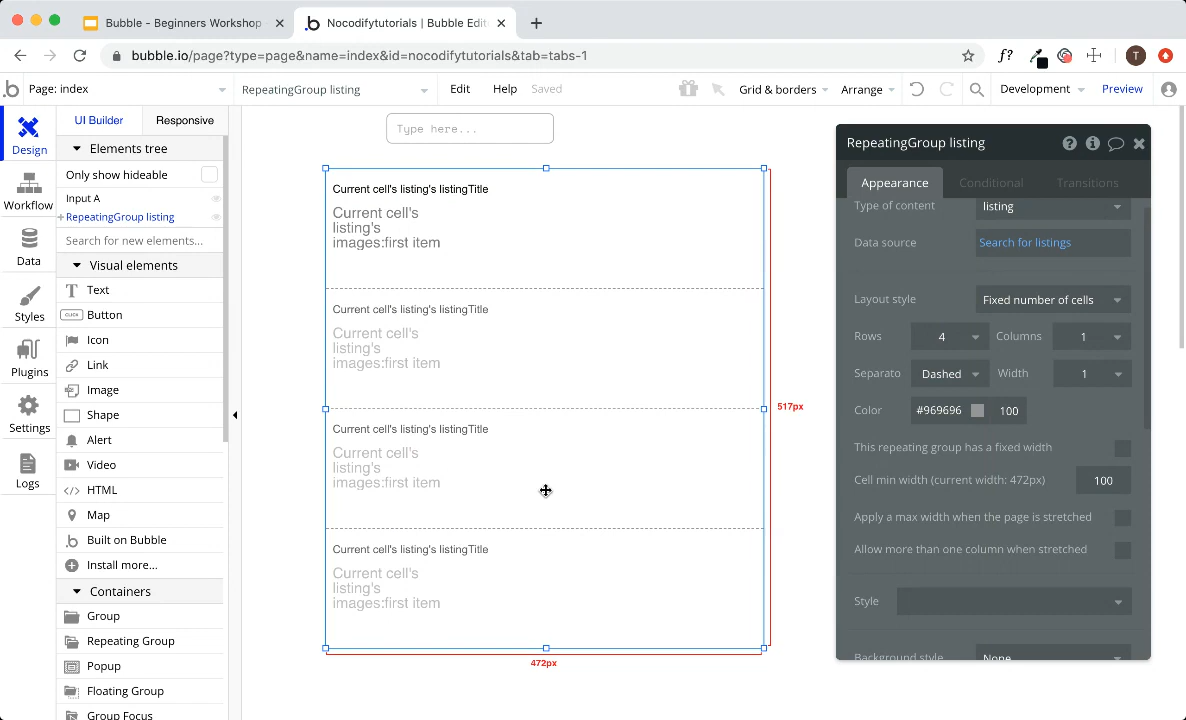 Bubble - Beginners Workshop
Nocodifytutorials | Bubble Edit
bubble.io/page?type=page&name=index&id=nocodifytutorials&tab=tabs-1
f?
T
Page: index
RepeatingGroup listing
Edit
Help
Saved
Grid & borders
Arrange
Development
Preview
Design
Workflow
Data
Styles
Plugins
Settings
Logs
UI Builder
Responsive
Elements tree
Only show hideable
Input A
+RepeatingGroup listing
Search for new elements...
Visual elements
Text
CLICK Button
Icon
Link
Image
Shape
Alert
Video
</> HTML
Map
Built on Bubble
Install more...
Containers
Group
Repeating Group
Popup
Floating Group
Group Focus
Type here...
Current cell's listing's listingTitle
Current cell's
listing's
images:first item
Current cell's listing's listingTitle
Current cell's
listing's
images:first item
Current cell's listing's listingTitle
Current cell's
listing's
images:first item
Current cell's listing's listingTitle
Current cell's
listing's
images:first item
517px
472px
RepeatingGroup listing
Appearance
Conditional
Transitions
Type of content
listing
Data source
Search for listings
Layout style
Fixed number of cells
Rows
4
Columns
1
Separato
Dashed
Width
1
Color
#969696
100
This repeating group has a fixed width
Cell min width (current width: 472px)
100
Apply a max width when the page is stretched
Allow more than one column when stretched
Style
Background style
None